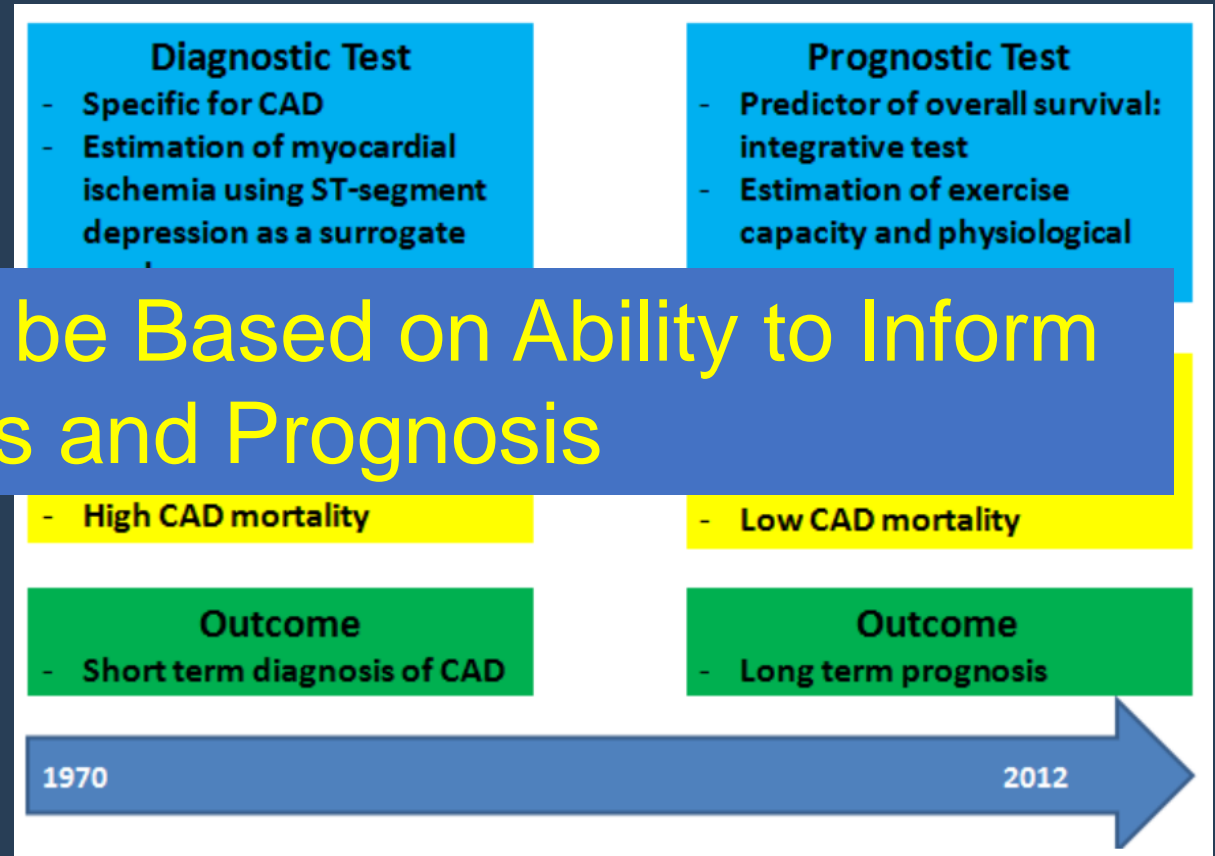 Diagnostic Test
- Specific for CAD
- Estimation of myocardial
ischemia using ST-segment
depression as a surrogate
Prognostic Test
- Predictor of overall survival:
integrative test
- Estimation of exercise
capacity and physiological
be Based on Ability to Inform
s and Prognosis
- High CAD mortality
- Low CAD mortality
Outcome
- Short term diagnosis of CAD
Outcome
- Long term prognosis
1970
2012